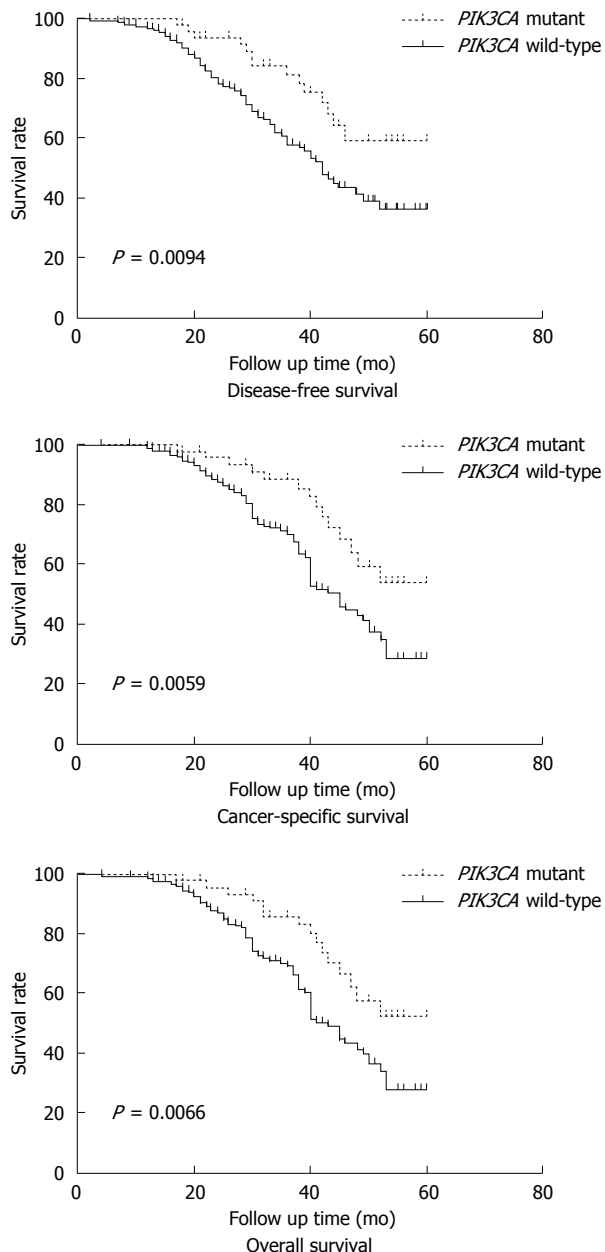 100
80
60
40
20
0
Survival rate
PIK3CA mutant
PIK3CA wild-type
P = 0.0094
0 20 40 60 80
Follow up time (mo)
Disease-free survival
100
80
60
40
20
0
Survival rate
PIK3CA mutant
PIK3CA wild-type
P = 0.0059
0 20 40 60 80
Follow up time (mo)
Cancer-specific survival
100
80
60
40
20
0
Survival rate
PIK3CA mutant
PIK3CA wild-type
P = 0.0066
0 20 40 60 80
Follow up time (mo)
Overall survival